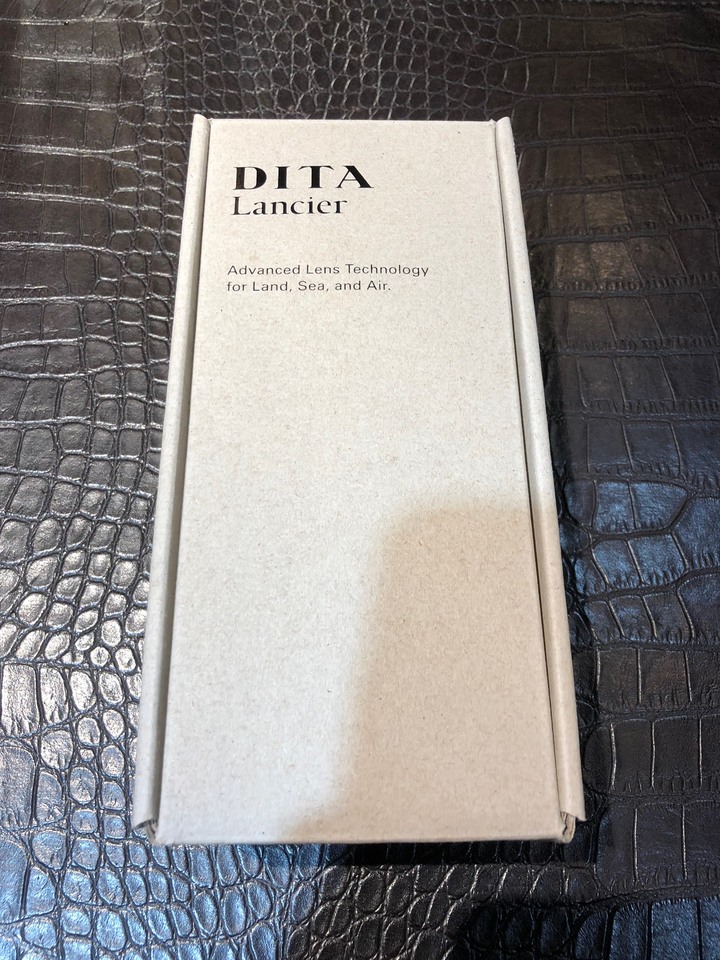 DITA
Lancier
Advanced Lens Technology
for Land, Sea, and Air.